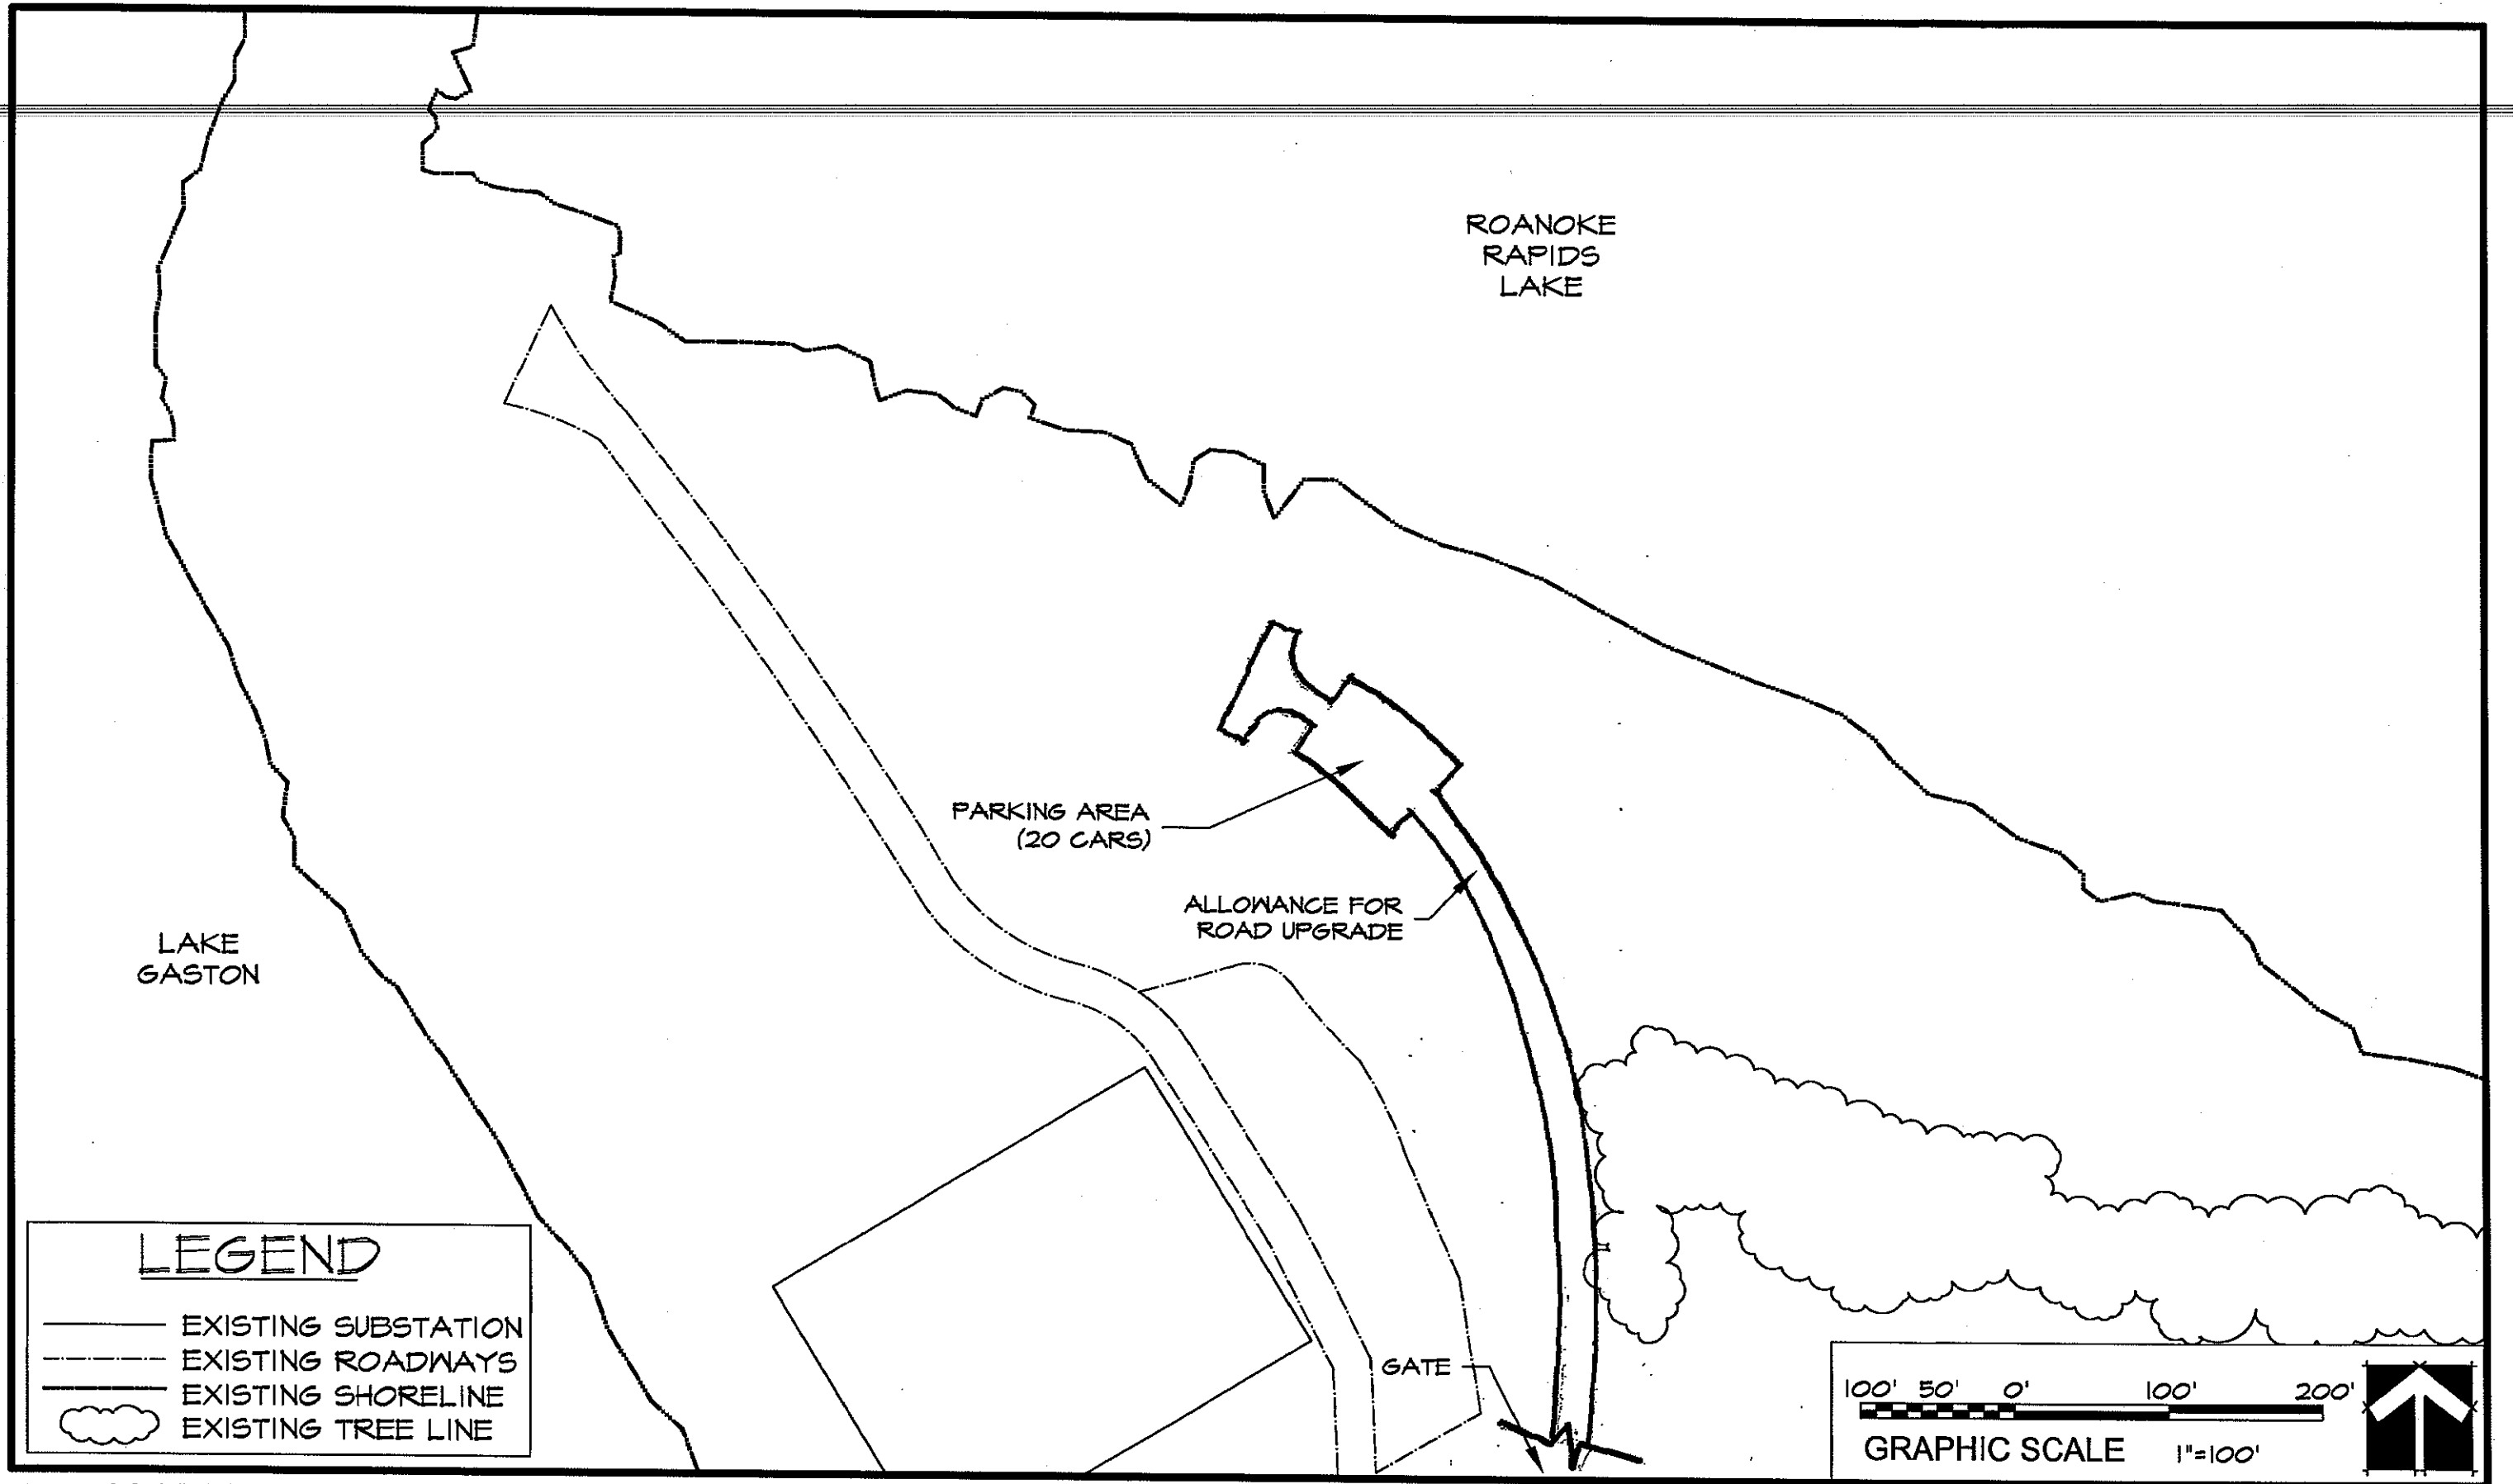 ROANOKE
RAPIDS
LAKE
PARKING AREA
(20 CARS)
ALLOWANCE FOR
ROAD UPGRADE
LAKE
GASTON
LEGEND
EXISTING SUBSTATION
EXISTING ROADWAYS
EXISTING SHORELINE
EXISTING TREE LINE
GATE
100' 50' 0' 100' 200'
GRAPHIC SCALE 1"=100'